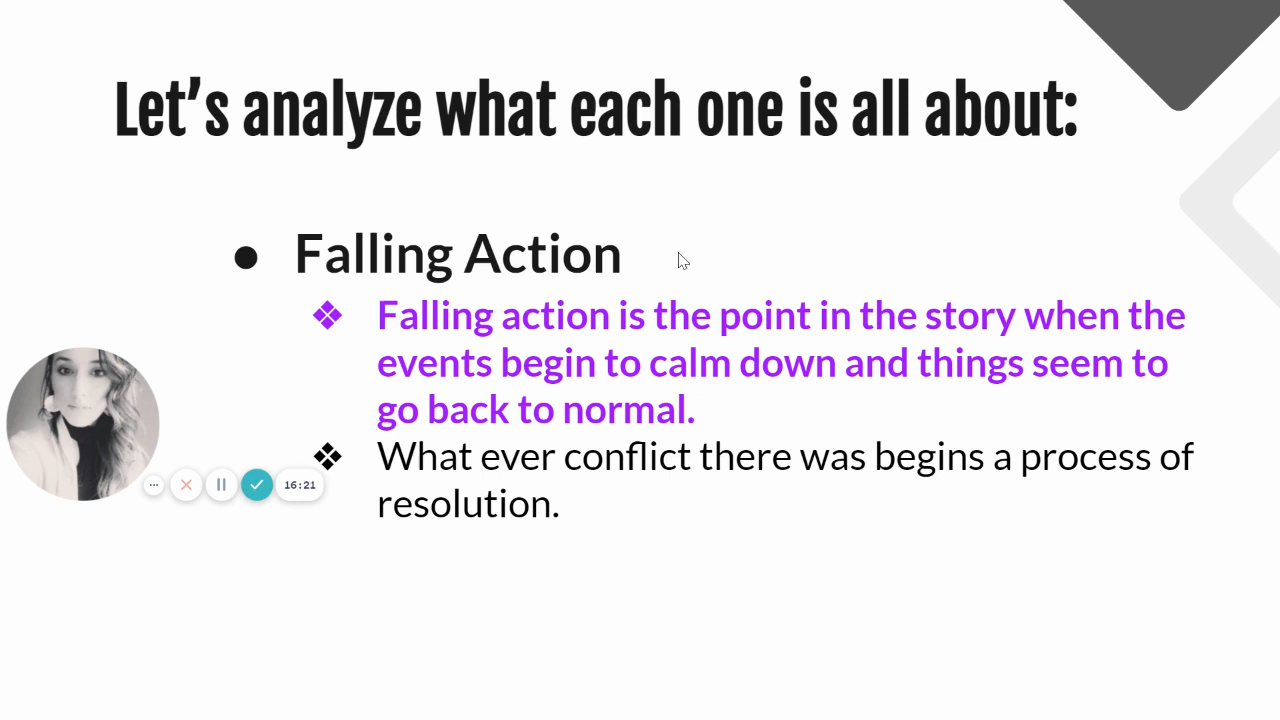 Let's analyze what each one is all about:
● Falling Action
❖ Falling action is the point in the story when the
events begin to calm down and things seem to
go back to normal.
❖ What ever conflict there was begins a process of
resolution.
16:21